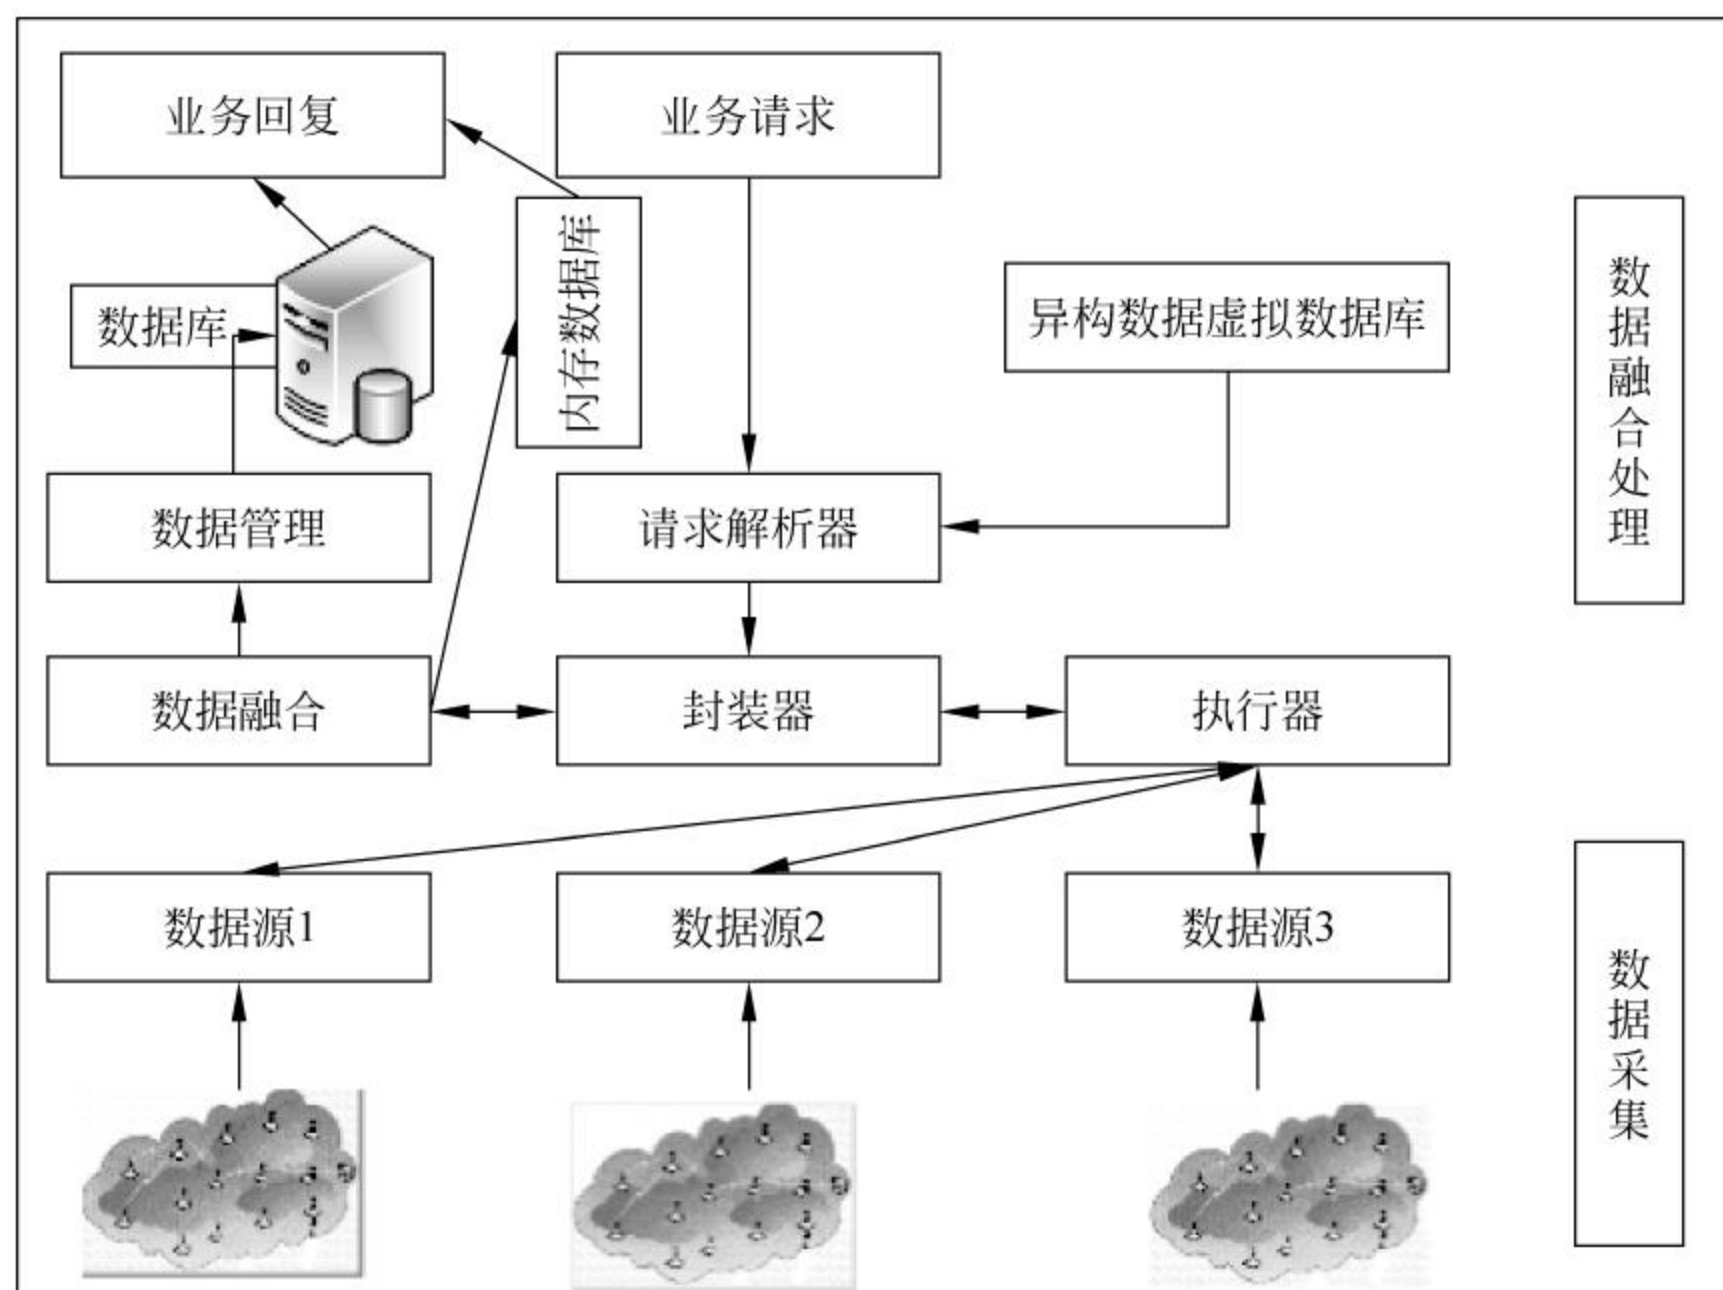 业务回复
业务请求
内存数据库
数据库
异构数据虚拟数据库
数据融合处理
数据管理
请求解析器
数据融合
封装器
执行器
数据源1
数据源2
数据源3
数据采集